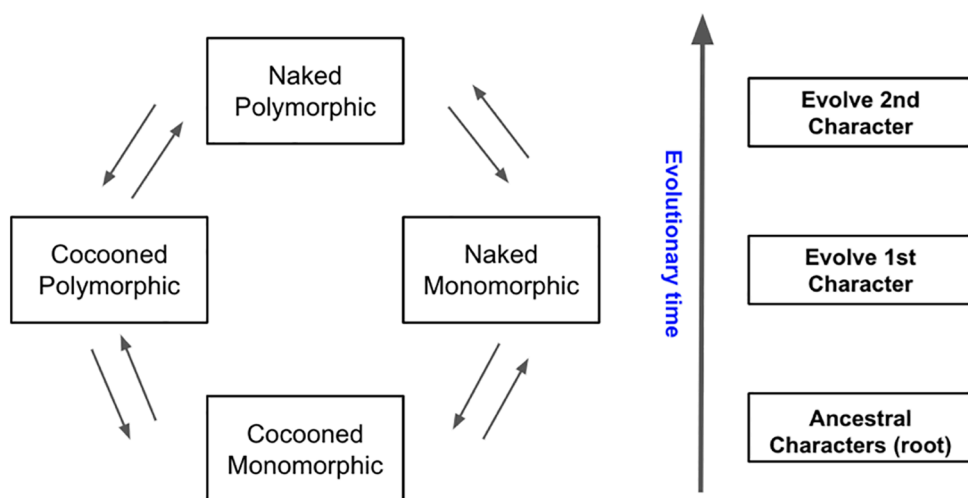 Naked
Polymorphic
Cocooned
Polymorphic
Naked
Monomorphic
Cocooned
Monomorphic
Evolutionary time
Evolve 2nd
Character
Evolve 1st
Character
Ancestral
Characters (root)